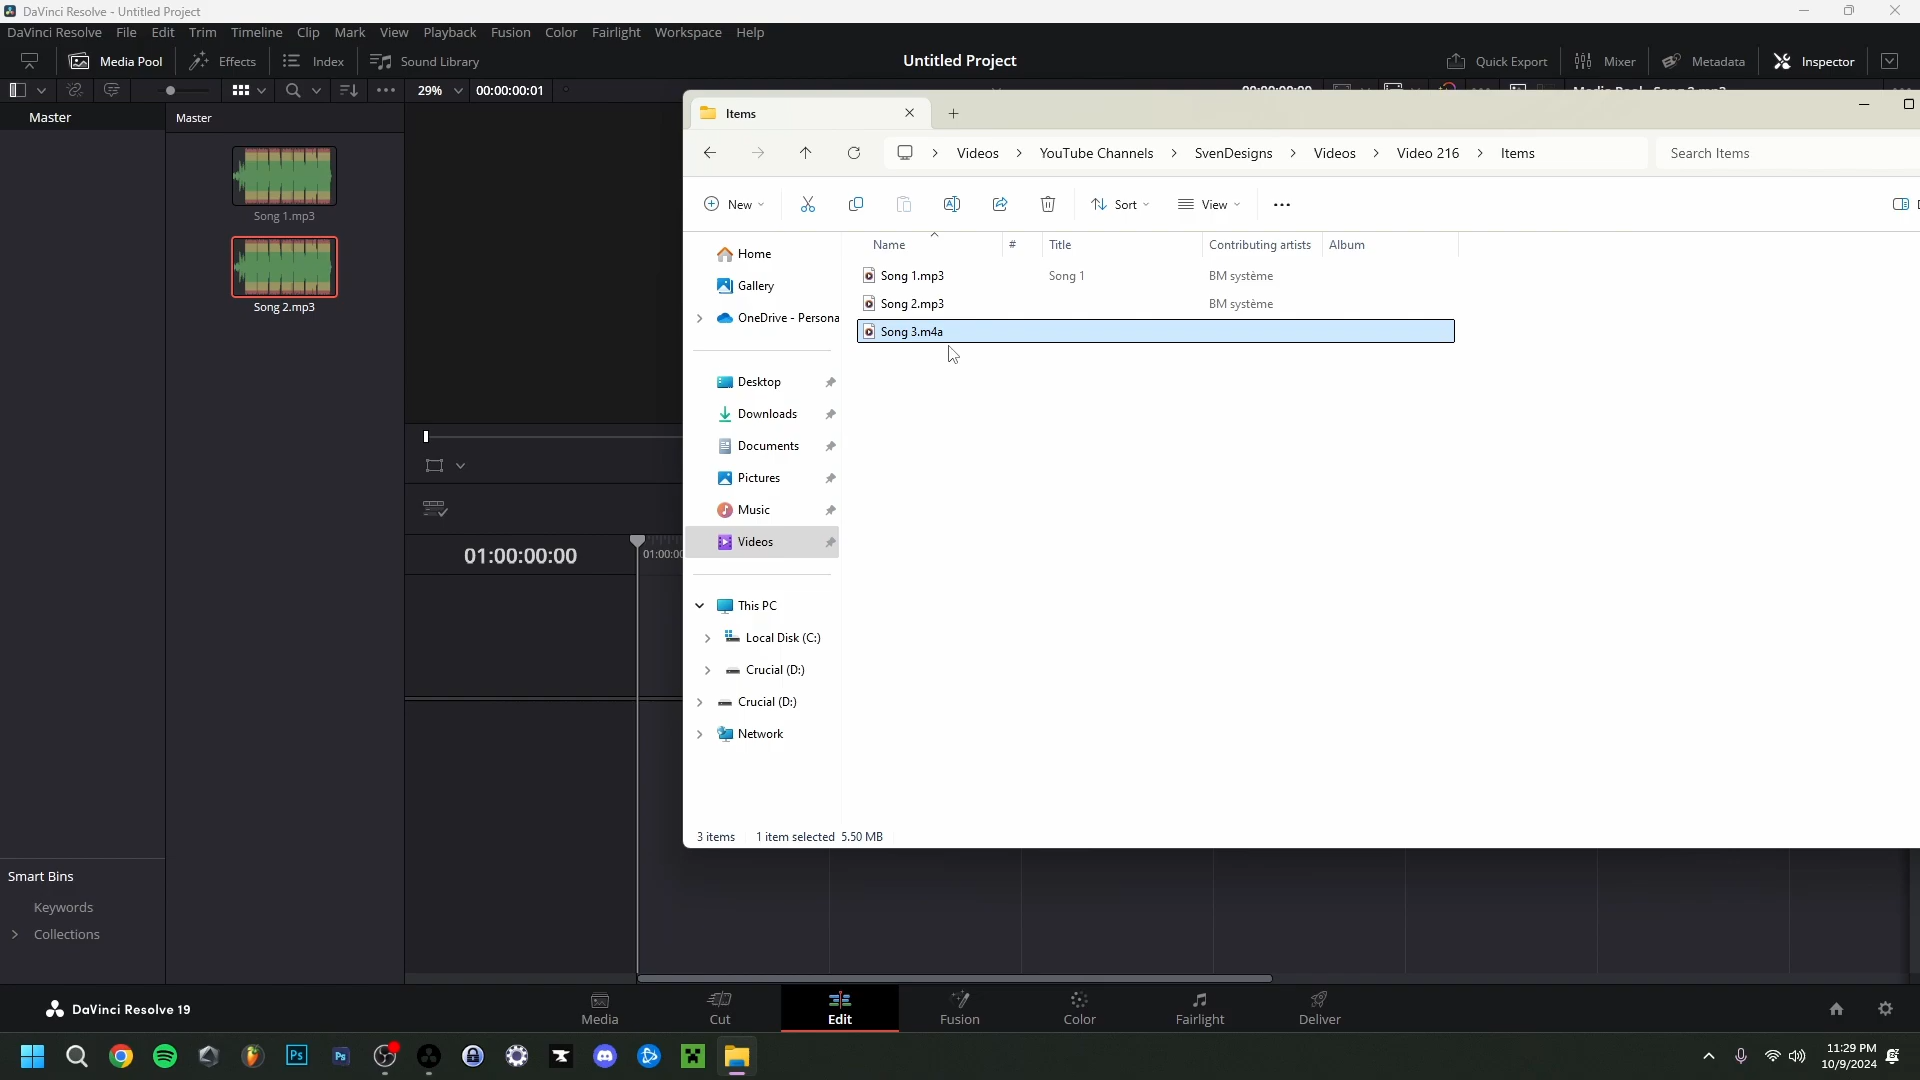 DaVinci Resolve - Untitled Project
DaVinci Resolve File Edit Trim Timeline Clip Mark View Playback Fusion Color Fairlight Workspace Help
Media Pool Effects Index Sound Library Untitled Project Quick Export Mixer Metadata Inspector
29% 00:00:00:01
Master
Master
Song 1.mp3
Song 2.mp3
Smart Bins
Keywords
Collections
01:00:00:00
01:00:00
Items
Videos YouTube Channels SvenDesigns Videos Video 216 Items Search Items
New Sort View
Home
Gallery
OneDrive - Persona
Desktop
Downloads
Documents
Pictures
Music
Videos
This PC
Local Disk (C:)
Crucial (D:)
Crucial (D:)
Network
Name # Title Contributing artists Album
Song 1.mp3 Song 1 BM système
Song 2.mp3 BM système
Song 3.m4a
3 items 1 item selected 5.50 MB
DaVinci Resolve 19
Media Cut Edit Fusion Color Fairlight Deliver
Ps Ps
11:29 PM
10/9/2024